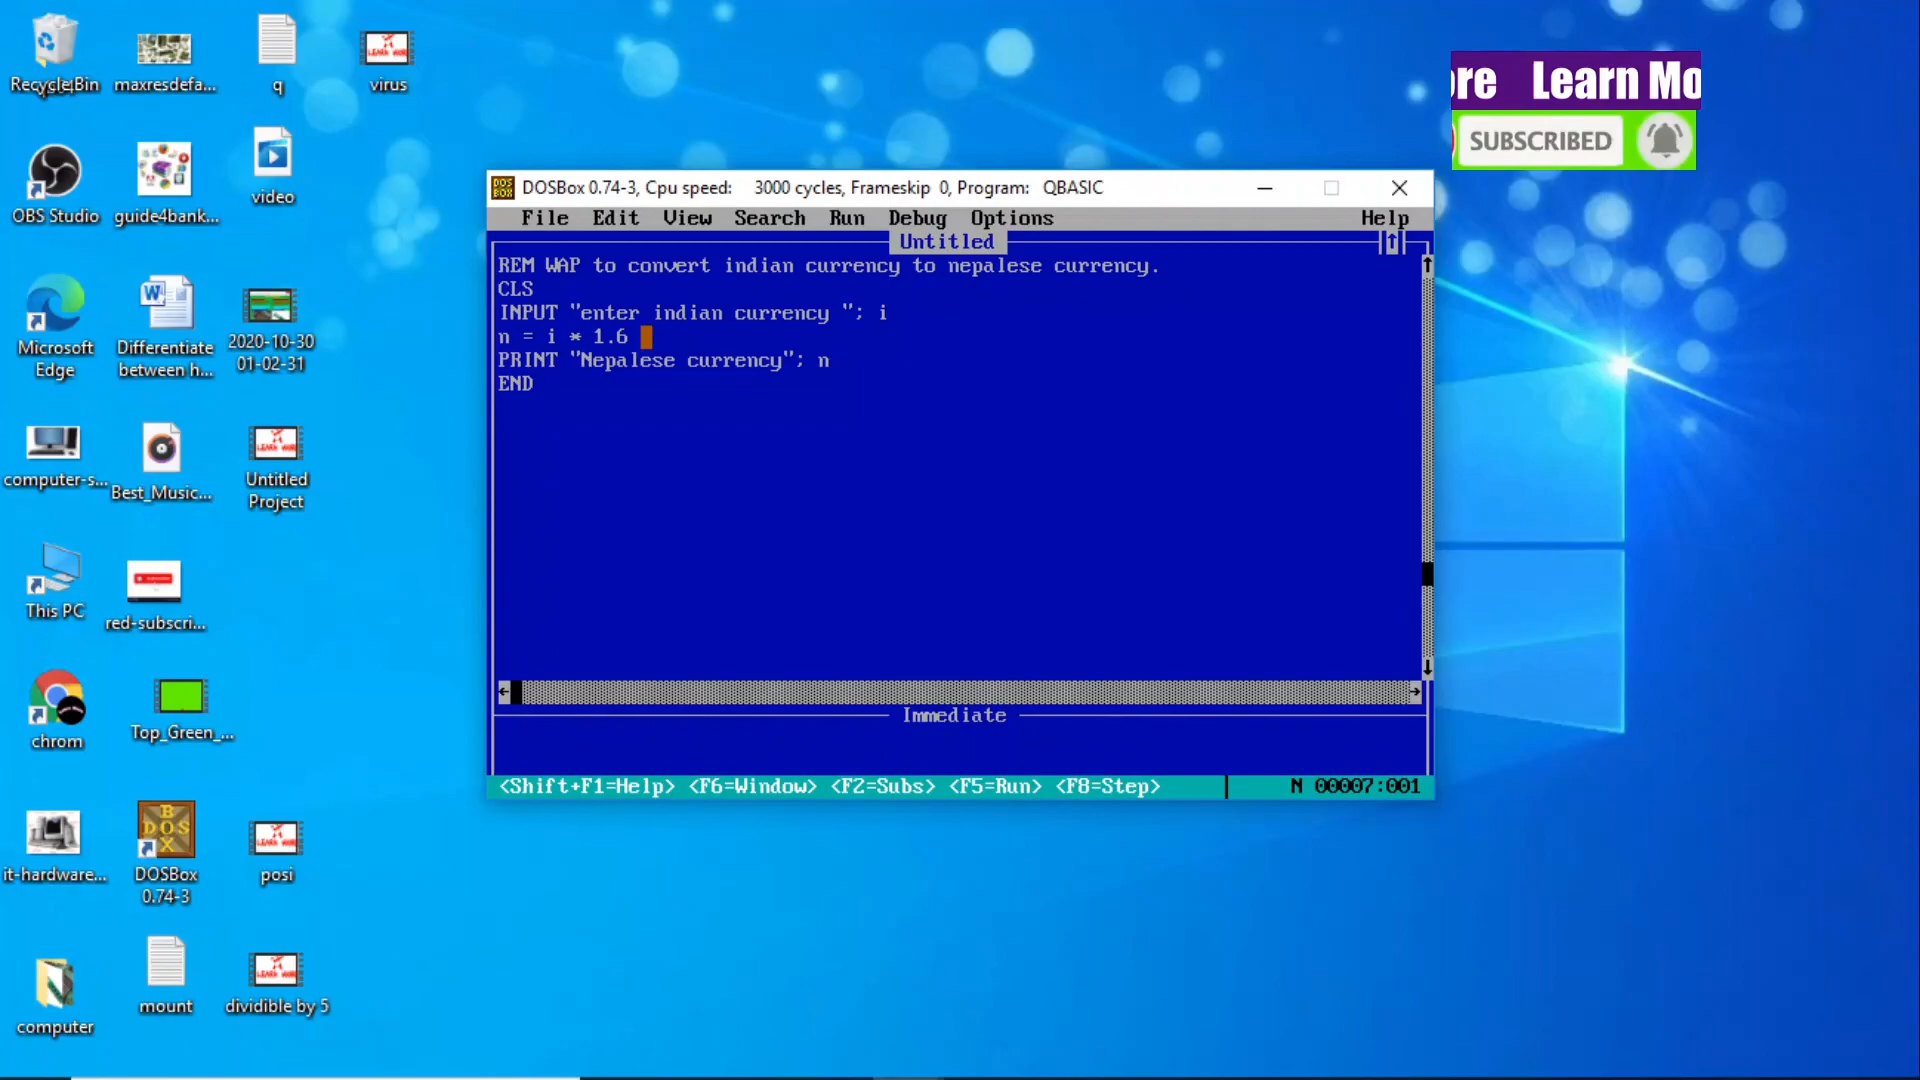 Recycle Bin
maxresdefa...
q
virus
ore Learn Mo
SUBSCRIBED
OBS Studio
guide4bank...
video
DOSBox 0.74-3, Cpu speed: 3000 cycles, Frameskip 0, Program: QBASIC
File Edit View Search Run Debug Options Help
Untitled
REM WAP to convert indian currency to nepalese currency.
CLS
INPUT "enter indian currency "; i
n = i * 1.6
PRINT "Nepalese currency"; n
END
Microsoft
Edge
Differentiate
between h...
2020-10-30
01-02-31
computer-s...
Best_Music...
Untitled
Project
This PC
red-subscri...
chrom
Top_Green_...
Immediate
<Shift+F1=Help> <F6=Window> <F2=Subs> <F5=Run> <F8=Step> N 00007:001
it-hardware...
DOSBox
0.74-3
posi
computer
mount
dividible by 5